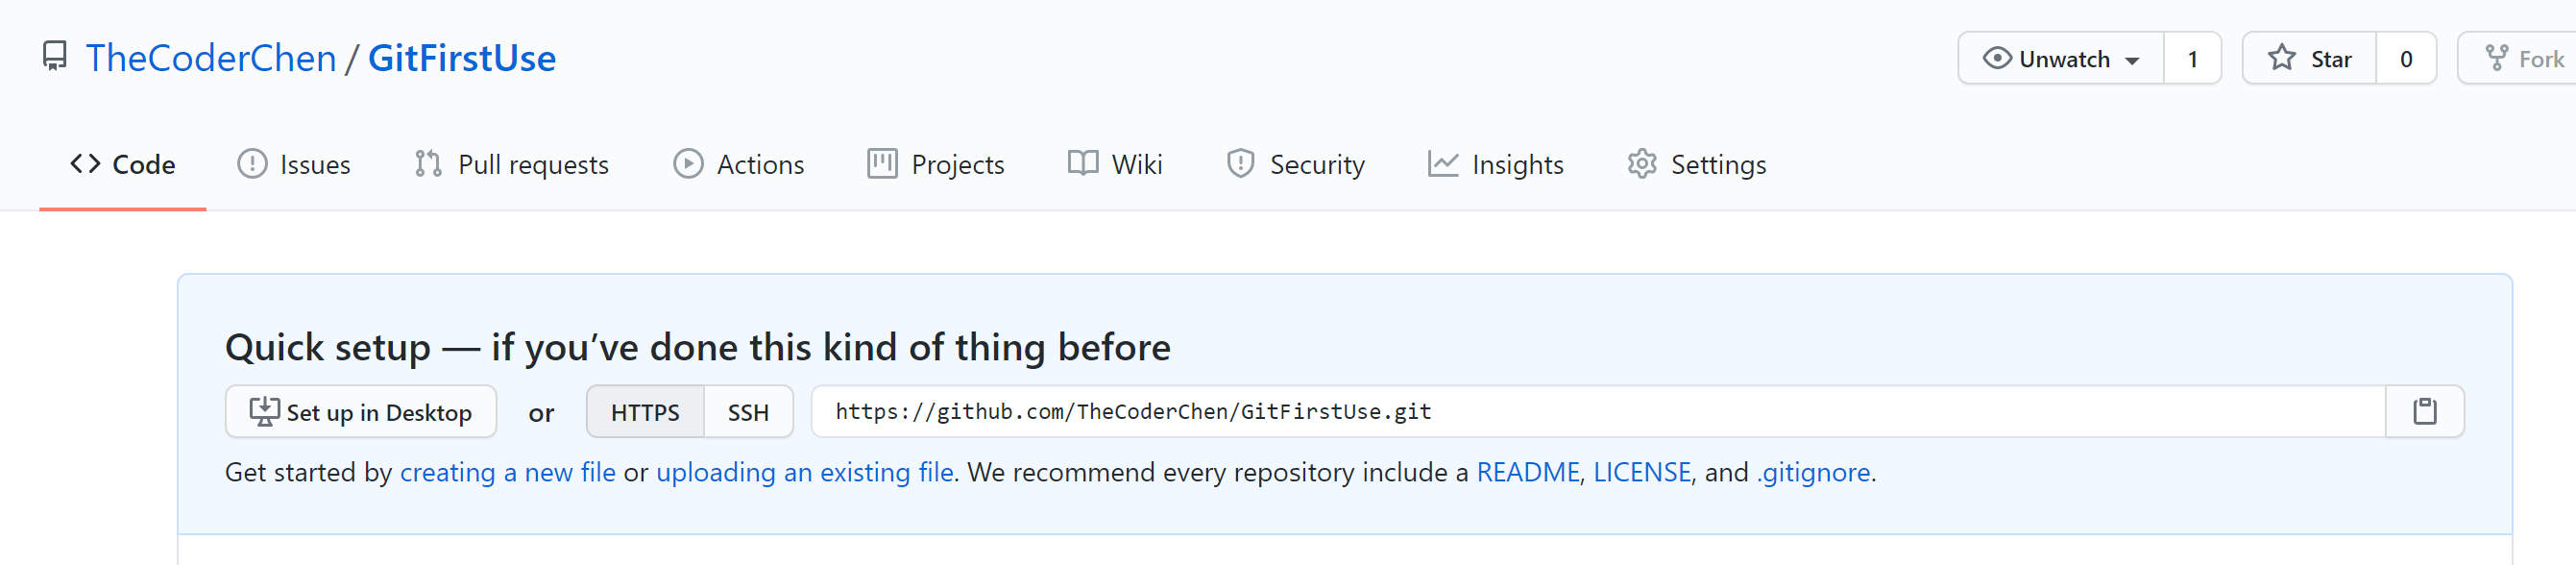 TheCoderChen / GitFirstUse
Unwatch 1 Star 0 Fork
Code Issues Pull requests Actions Projects Wiki Security Insights Settings
Quick setup — if you’ve done this kind of thing before
Set up in Desktop or HTTPS SSH https://github.com/TheCoderChen/GitFirstUse.git
Get started by creating a new file or uploading an existing file. We recommend every repository include a README, LICENSE, and .gitignore.